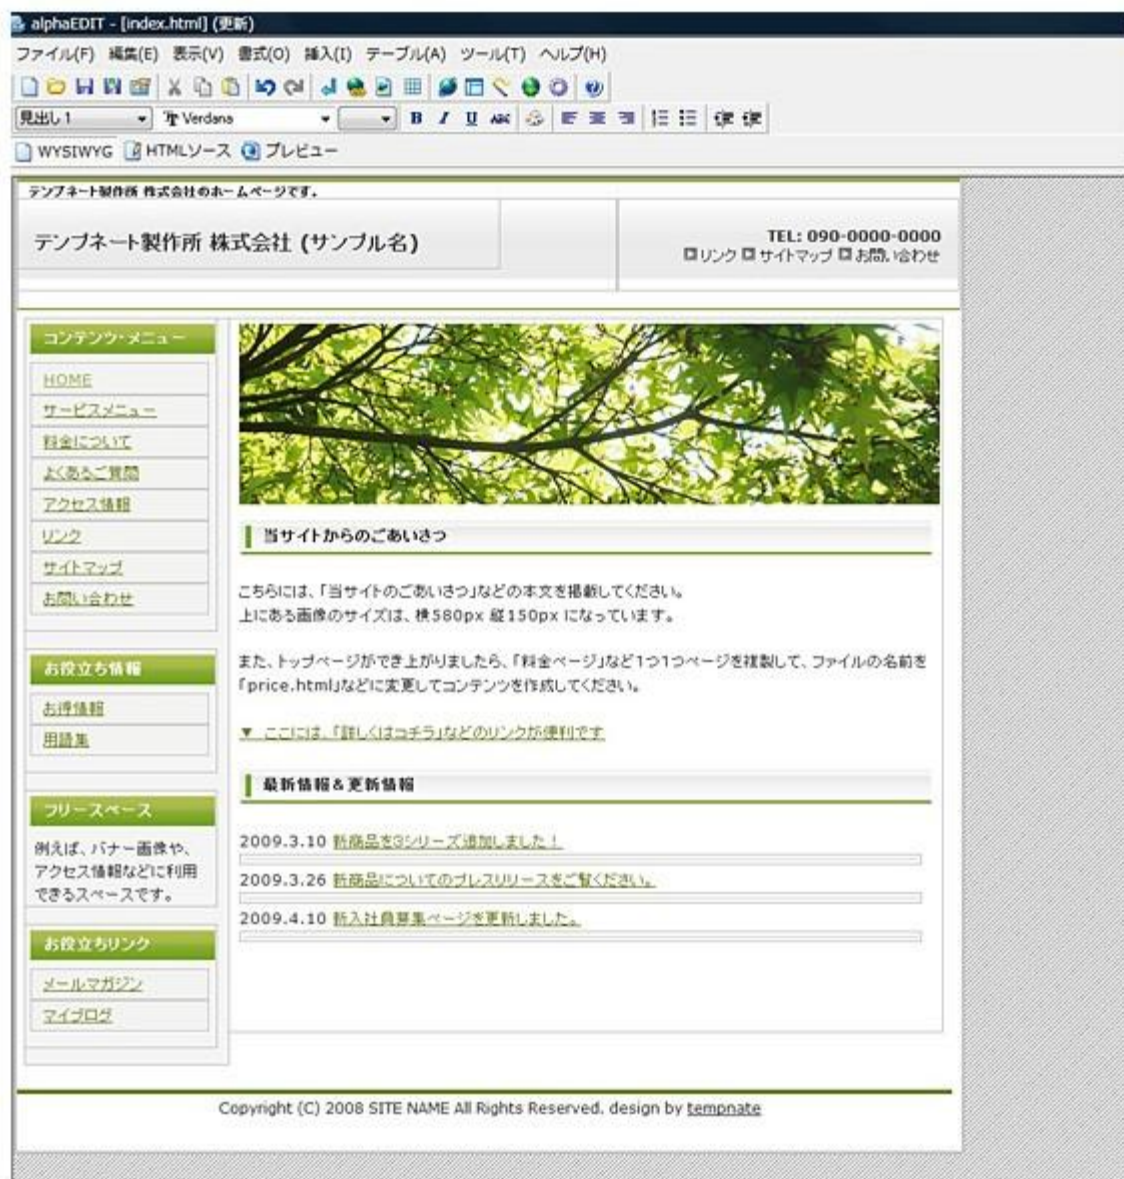 alphaEDIT - [index.html] (更新)
ファイル(F) 編集(E) 表示(V) 書式(O) 挿入(I) テーブル(A) ツール(T) ヘルプ(H)
見出し 1 Verdana B I U ABC
WYSIWYG HTMLソース プレビュー
テンプネート製作所 株式会社のホームページです。
テンプネート製作所 株式会社 (サンプル名)
TEL: 090-0000-0000
リンク サイトマップ お問い合わせ
コンテンツ・メニュー
HOME
サービスメニュー
料金について
よくあるご質問
アクセス情報
リンク
サイトマップ
お問い合わせ
お役立ち情報
お得情報
用語集
フリースペース
例えば、バナー画像や、
アクセス情報などに利用
できるスペースです。
お役立ちリンク
メールマガジン
マイブログ
当サイトからのごあいさつ
こちらには、「当サイトのごあいさつ」などの本文を掲載してください。
上にある画像のサイズは、横580px 縦150px になっています。
また、トップページができ上がりましたら、「料金ページ」など1つ1つページを複製して、ファイルの名前を
「price.html」などに変更してコンテンツを作成してください。
▼ ここには、「詳しくはコチラ」などのリンクが便利です
最新情報＆更新情報
2009.3.10 新商品を3シリーズ追加しました！
2009.3.26 新商品についてのプレスリリースをご覧ください。
2009.4.10 新入社員募集ページを更新しました。
Copyright (C) 2008 SITE NAME All Rights Reserved. design by tempnate